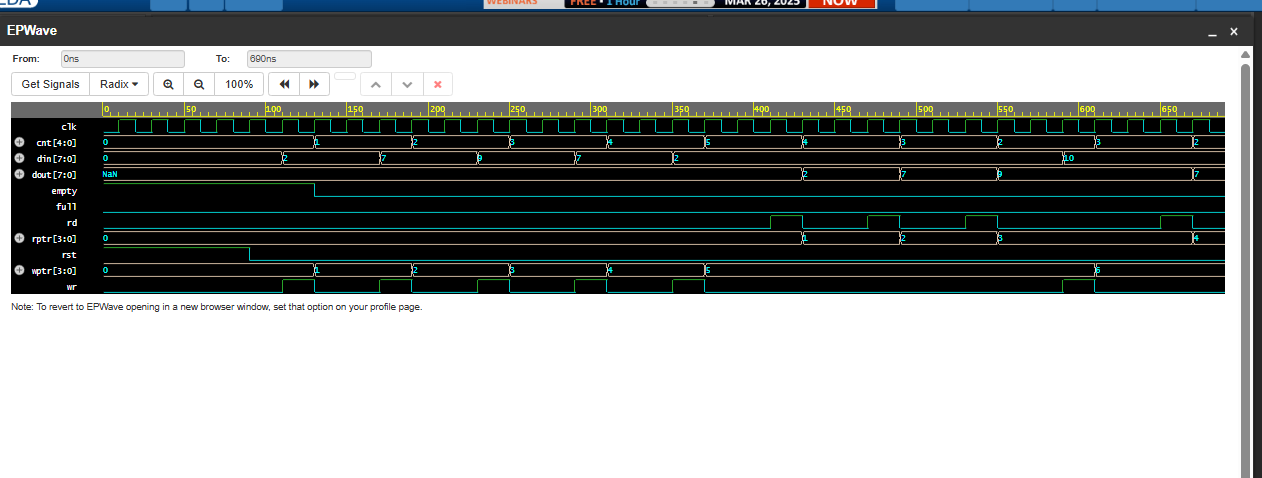 EDA
WEBINARS FREE • 1 Hour MAR 26, 2025 NOW
EPWave
From: 0ns To: 690ns
Get Signals Radix 100%
0 50 100 150 200 250 300 350 400 450 500 550 600 650
clk
cnt[4:0] 0 1 2 3 4 5 4 3 2 3 2
din[7:0] 0 2 7 9 7 2 10
dout[7:0] NaN 2 7 9 7
empty
full
rd
rptr[3:0] 0 1 2 3 4
rst
wptr[3:0] 0 1 2 3 4 5 6
wr
Note: To revert to EPWave opening in a new browser window, set that option on your profile page.